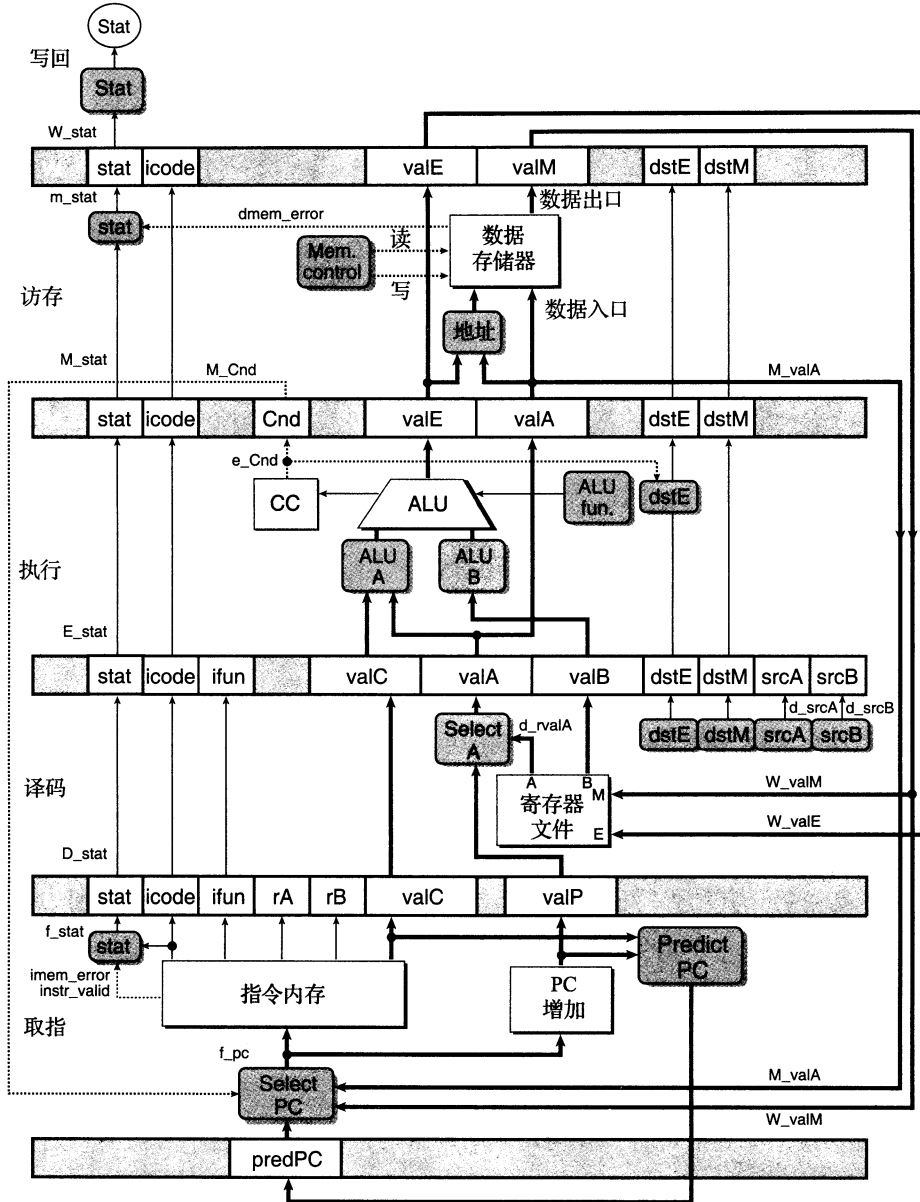 Stat
写回
Stat
W_stat
stat icode valE valM dstE dstM
m_stat
数据出口
stat
dmem_error
读
Mem.
control
写
数据
存储器
访存
地址
数据入口
M_stat
M_Cnd
M_valA
stat icode Cnd valE valA dstE dstM
e_Cnd
CC
ALU
ALU
fun.
dstE
ALU
A
ALU
B
执行
E_stat
stat icode ifun valC valA valB dstE dstM srcA srcB
d_srcA d_srcB
Select
A
d_rvalA
dstE dstM srcA srcB
A B
M
寄存器
文件
E
W_valM
W_valE
译码
D_stat
stat icode ifun rA rB valC valP
f_stat
stat
imem_error
instr_valid
指令内存
PC
增加
Predict
PC
取指
f_pc
Select
PC
M_valA
W_valM
predPC